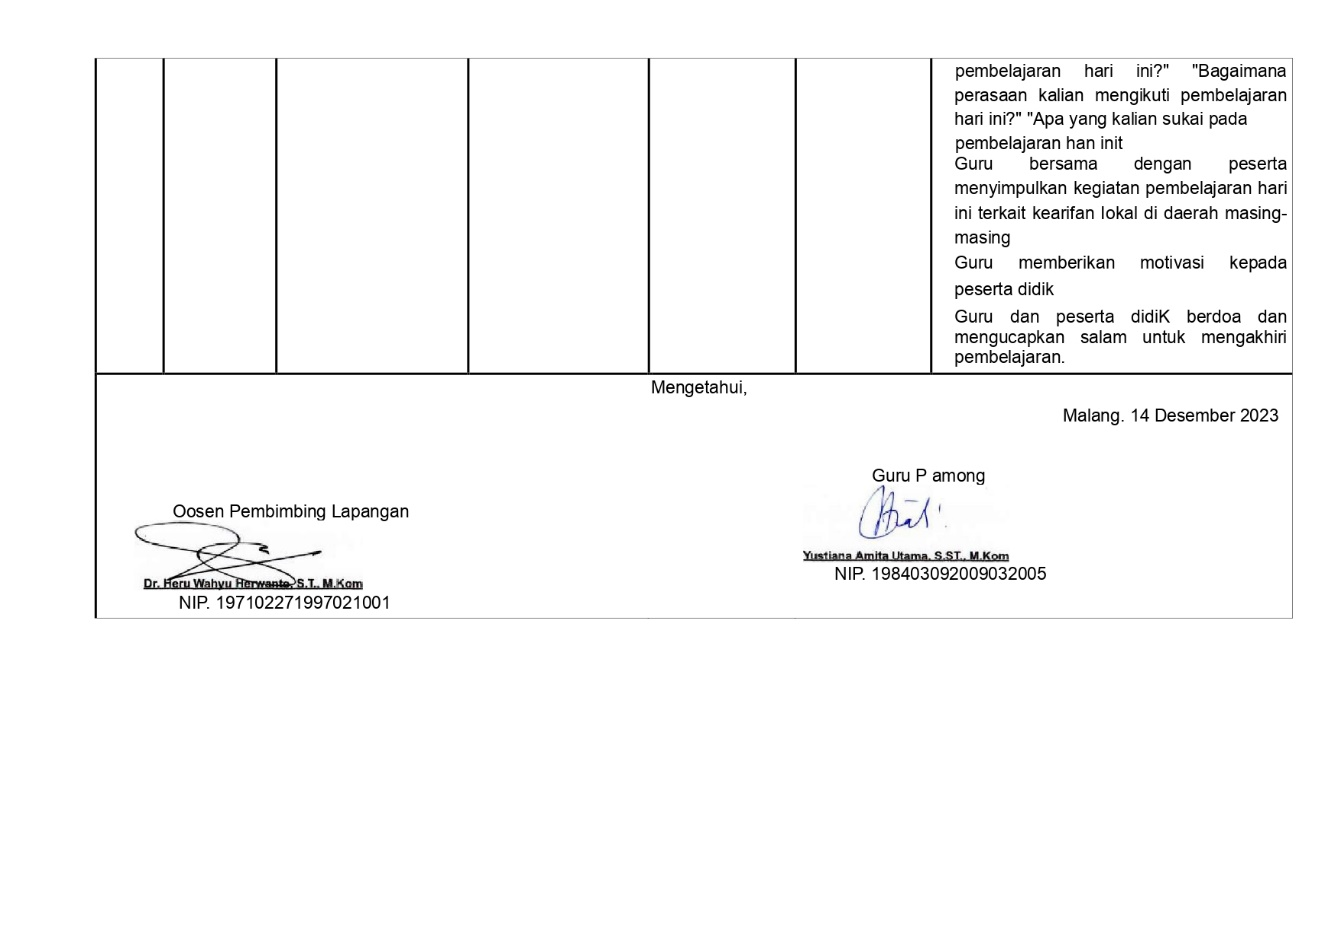 pembelajaran hari ini?" "Bagaimana
perasaan kalian mengikuti pembelajaran
hari ini?" "Apa yang kalian sukai pada
pembelajaran han init
Guru bersama dengan peserta
menyimpulkan kegiatan pembelajaran hari
ini terkait kearifan lokal di daerah masing-
masing
Guru memberikan motivasi kepada
peserta didik
Guru dan peserta didiK berdoa dan
mengucapkan salam untuk mengakhiri
pembelajaran.
Mengetahui,
Malang. 14 Desember 2023
Guru P among
Yustiana Amita Utama, S.ST., M.Kom
NIP. 198403092009032005
Oosen Pembimbing Lapangan
Dr. Heru Wahyu Herwanto, S.T., M.Kom
NIP. 197102271997021001